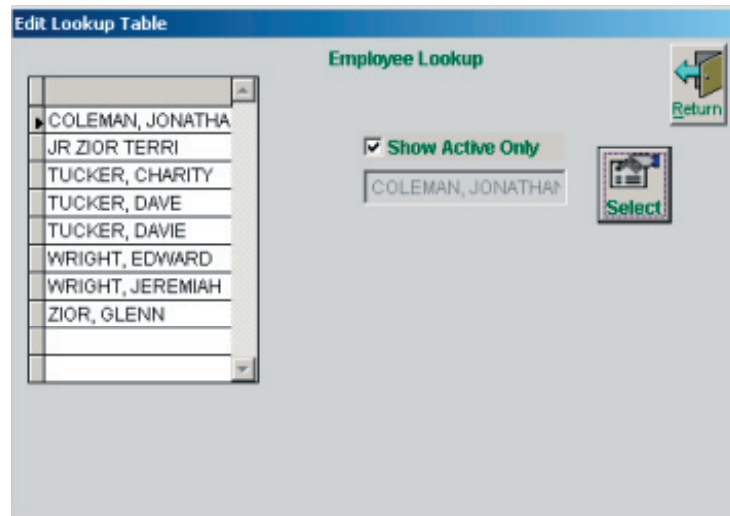 Edit Lookup Table
Employee Lookup
Return
COLEMAN, JONATHA
JR ZIOR TERRI
TUCKER, CHARITY
TUCKER, DAVE
TUCKER, DAVIE
WRIGHT, EDWARD
WRIGHT, JEREMIAH
ZIOR, GLENN
Show Active Only
COLEMAN, JONATHAN
Select